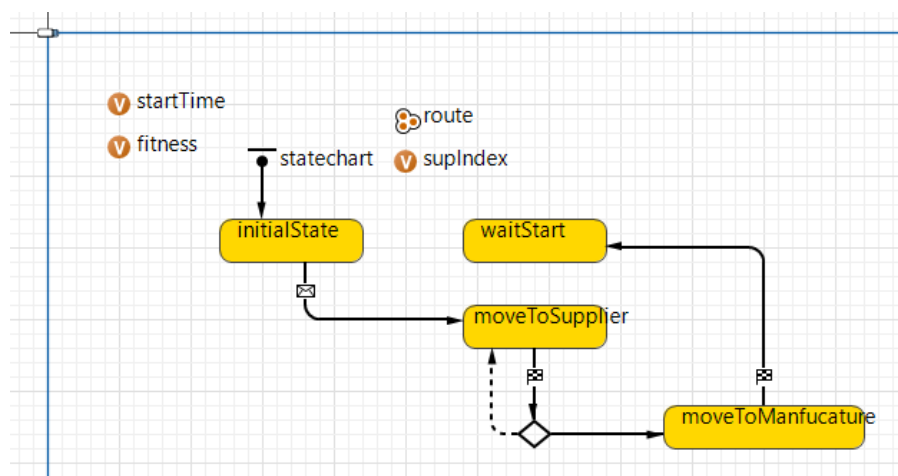 V startTime
route
V fitness
statechart
V supIndex
initialState
waitStart
moveToSupplier
moveToManfucature